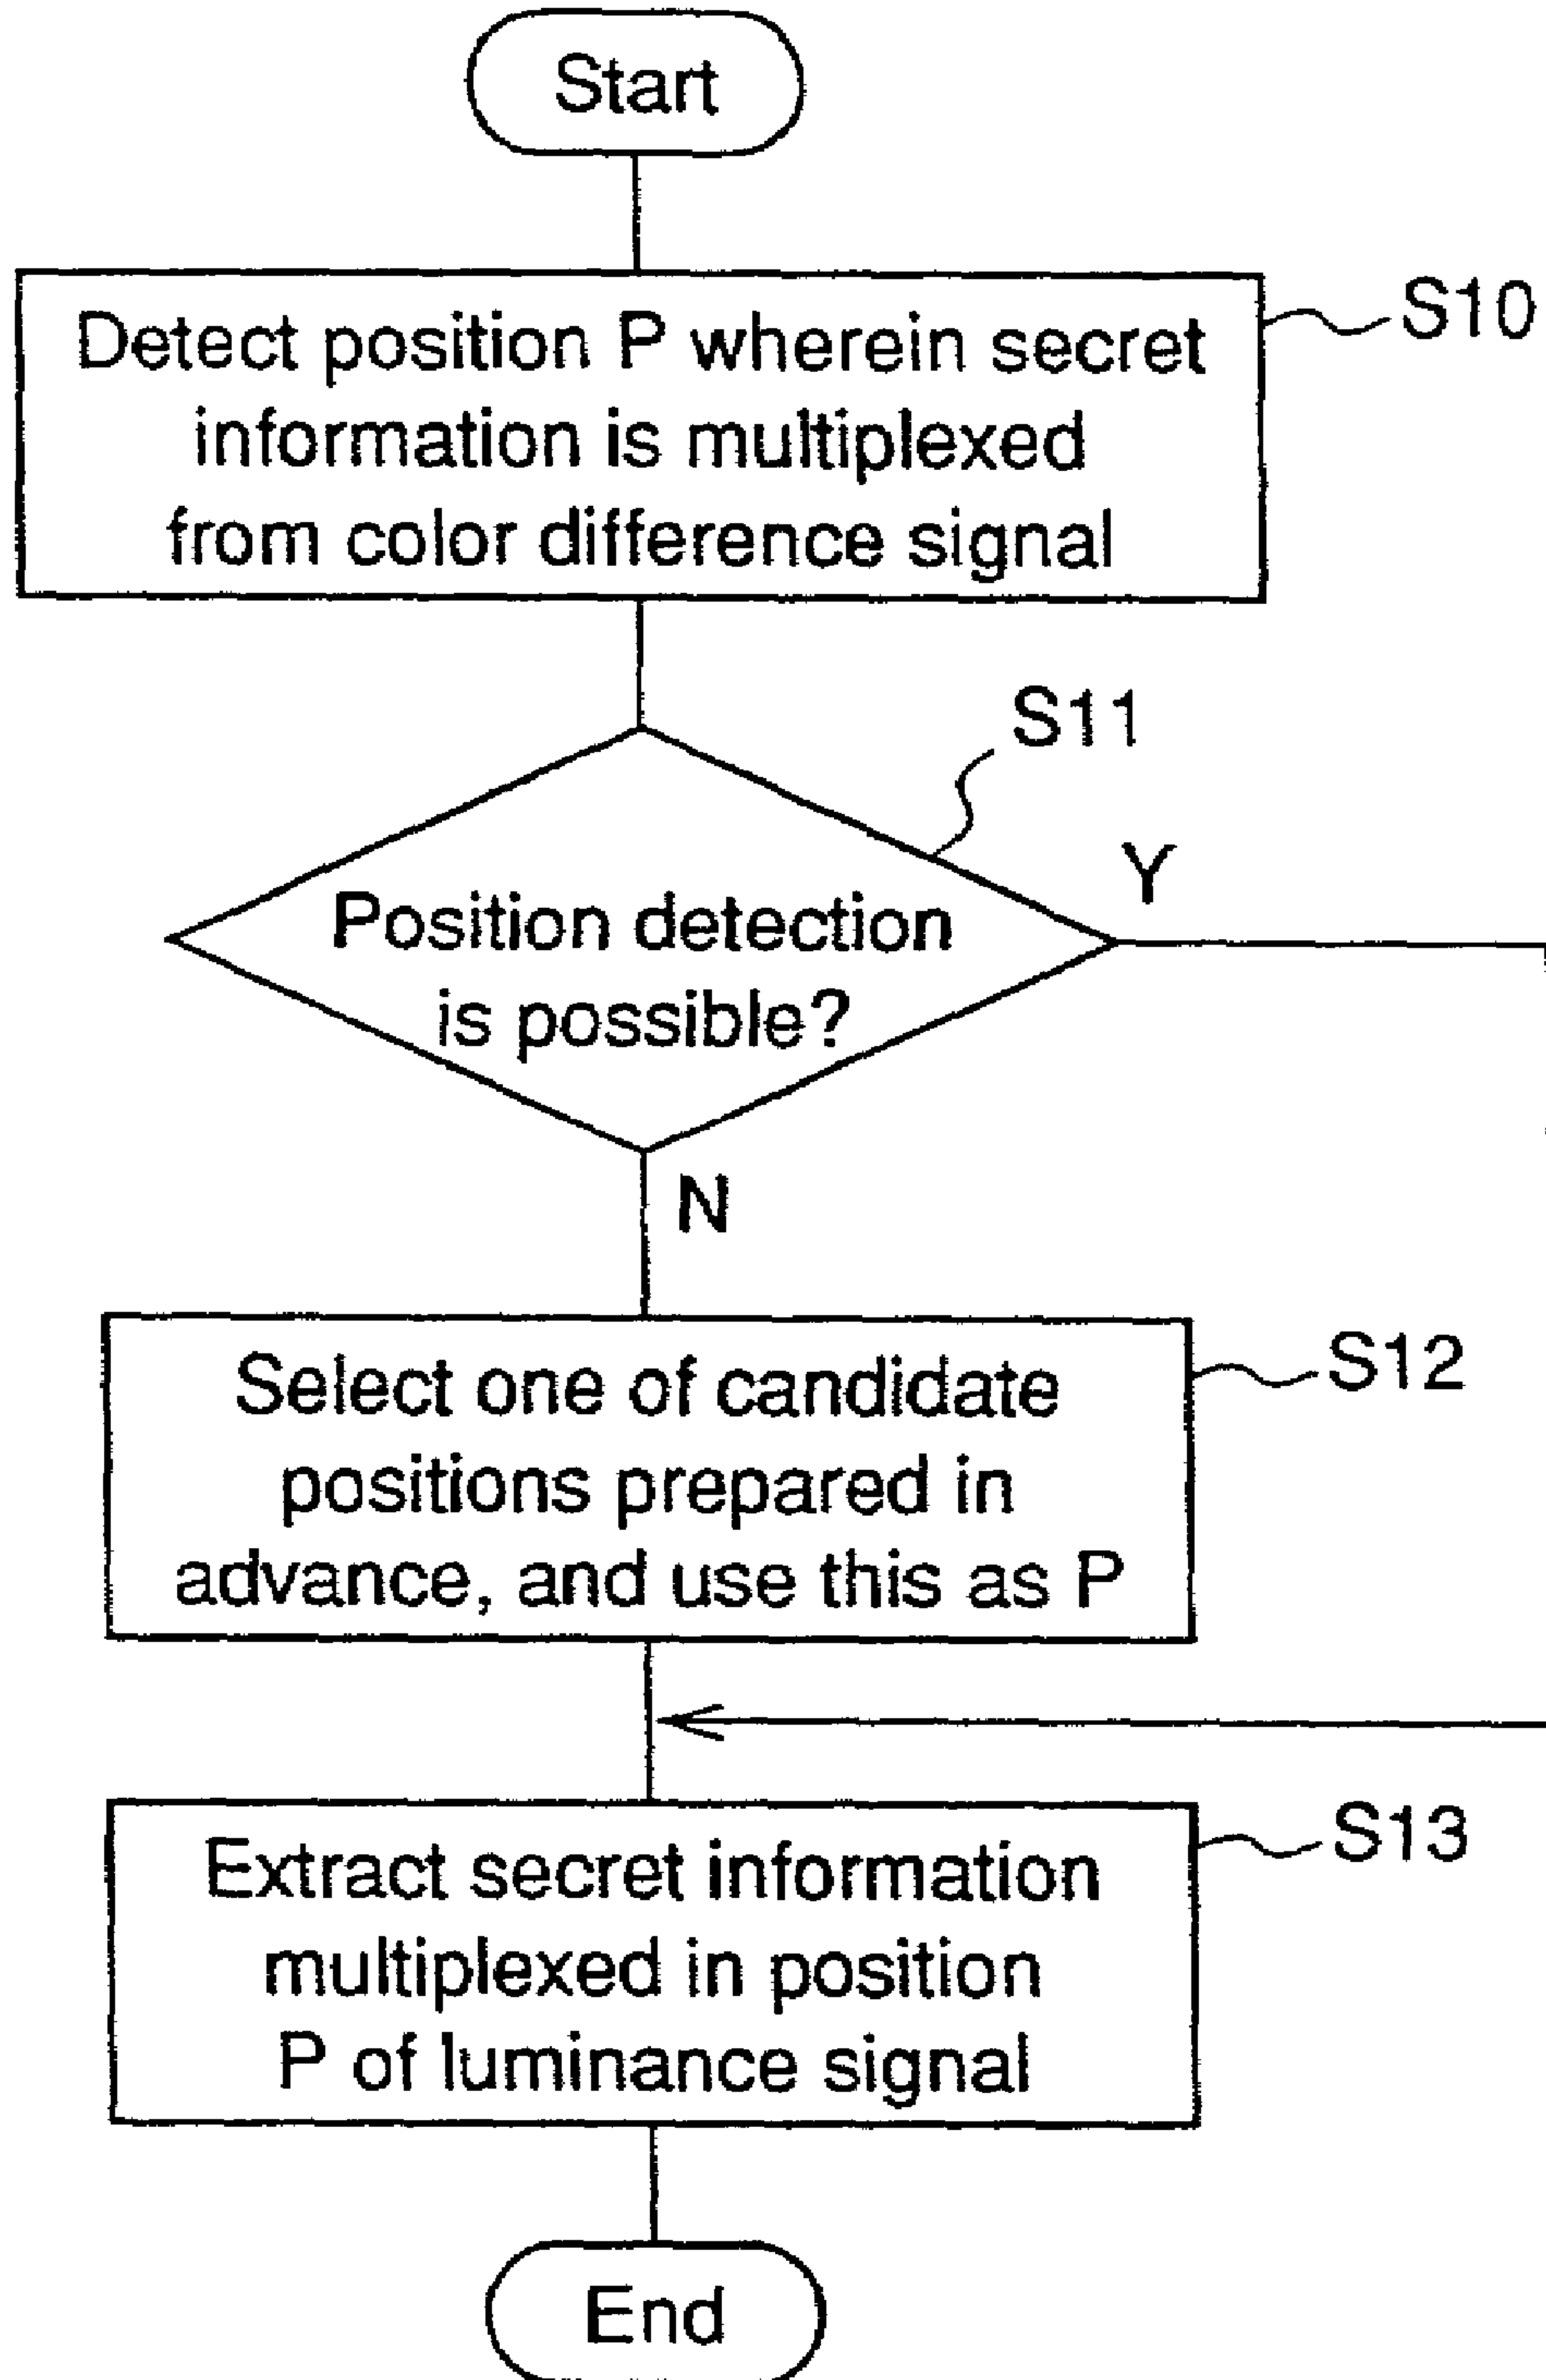 Start
Detect position P wherein secret
information is multiplexed
from color difference signal
S10
S11
Position detection
is possible?
Y
N
Select one of candidate
positions prepared in
advance, and use this as P
S12
Extract secret information
multiplexed in position
P of luminance signal
S13
End